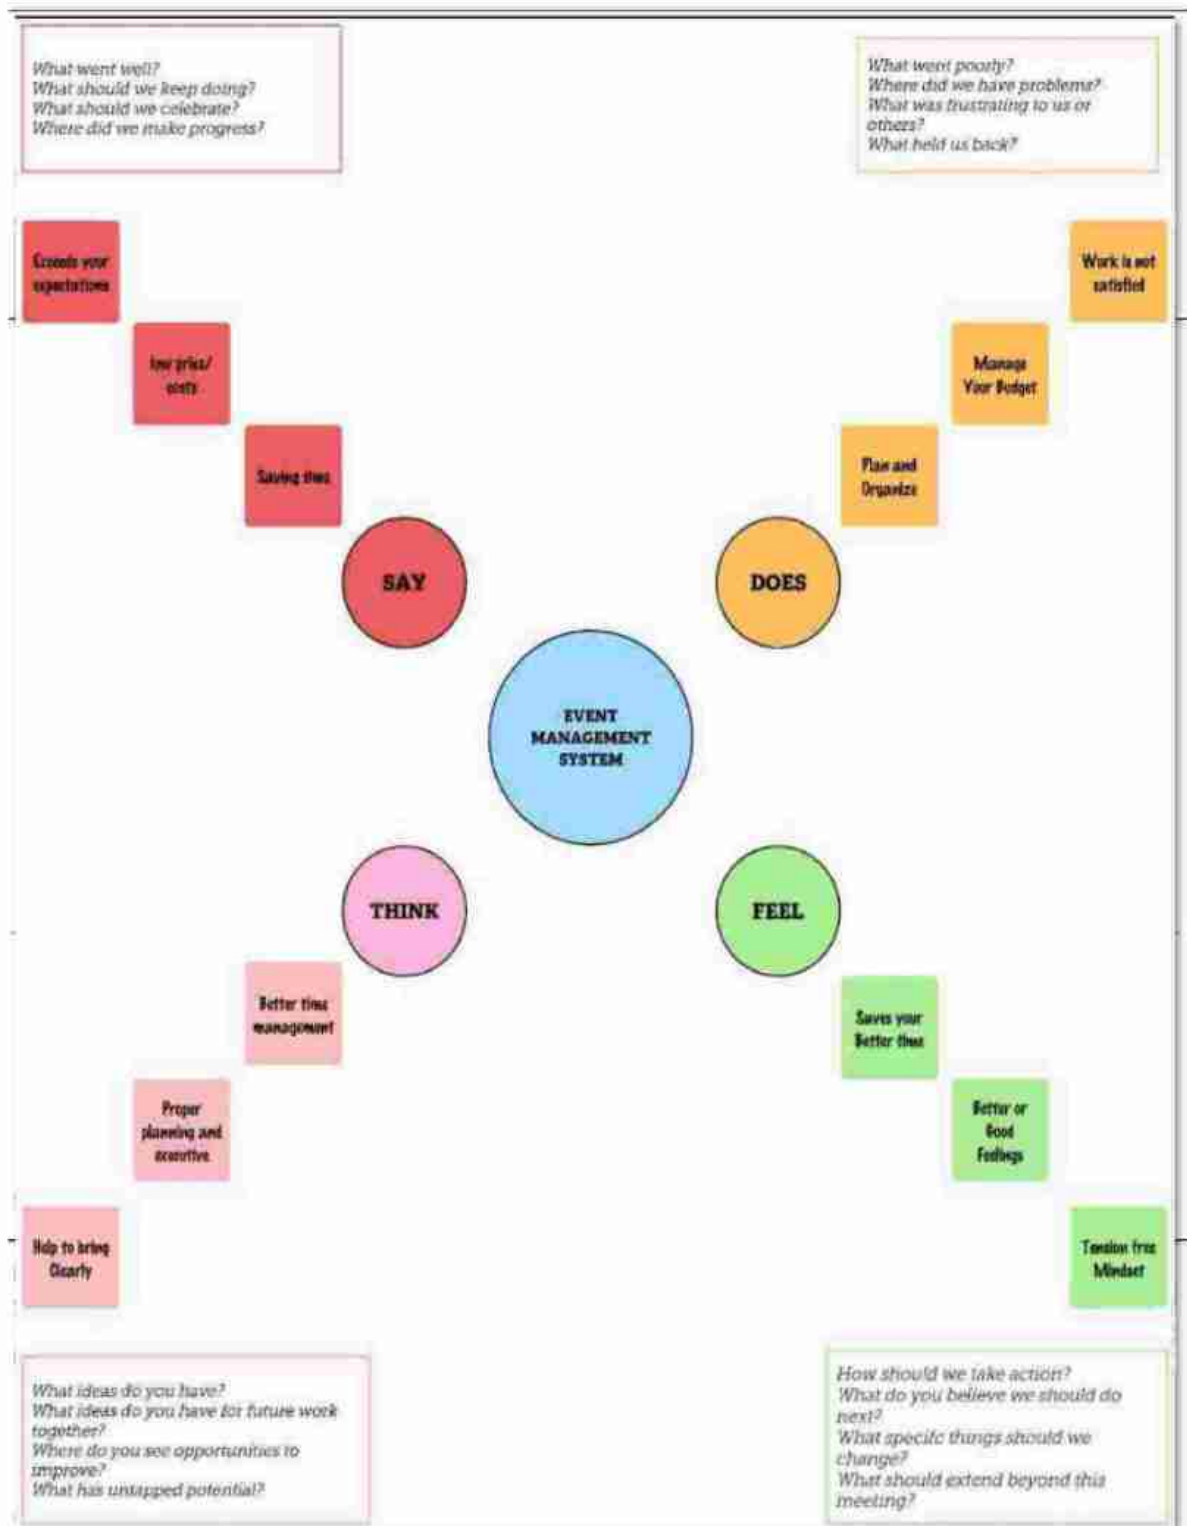 What went well?
What should we keep doing?
What should we celebrate?
Where did we make progress?
What went poorly?
Where did we have problems?
What was frustrating to us or
others?
What held us back?
Exceeds your
expectations
low price/
costs
Saving time
SAY
Work is not
satisfied
Manage
Your Budget
Plan and
Organize
DOES
EVENT
MANAGEMENT
SYSTEM
THINK
Better time
management
Proper
planning and
executive
Help to bring
Clearly
FEEL
Saves your
Better time
Better or
Good
Feelings
Tension free
Mindset
What ideas do you have?
What ideas do you have for future work
together?
Where do you see opportunities to
improve?
What has untapped potential?
How should we take action?
What do you believe we should do
next?
What specifc things should we
change?
What should extend beyond this
meeting?